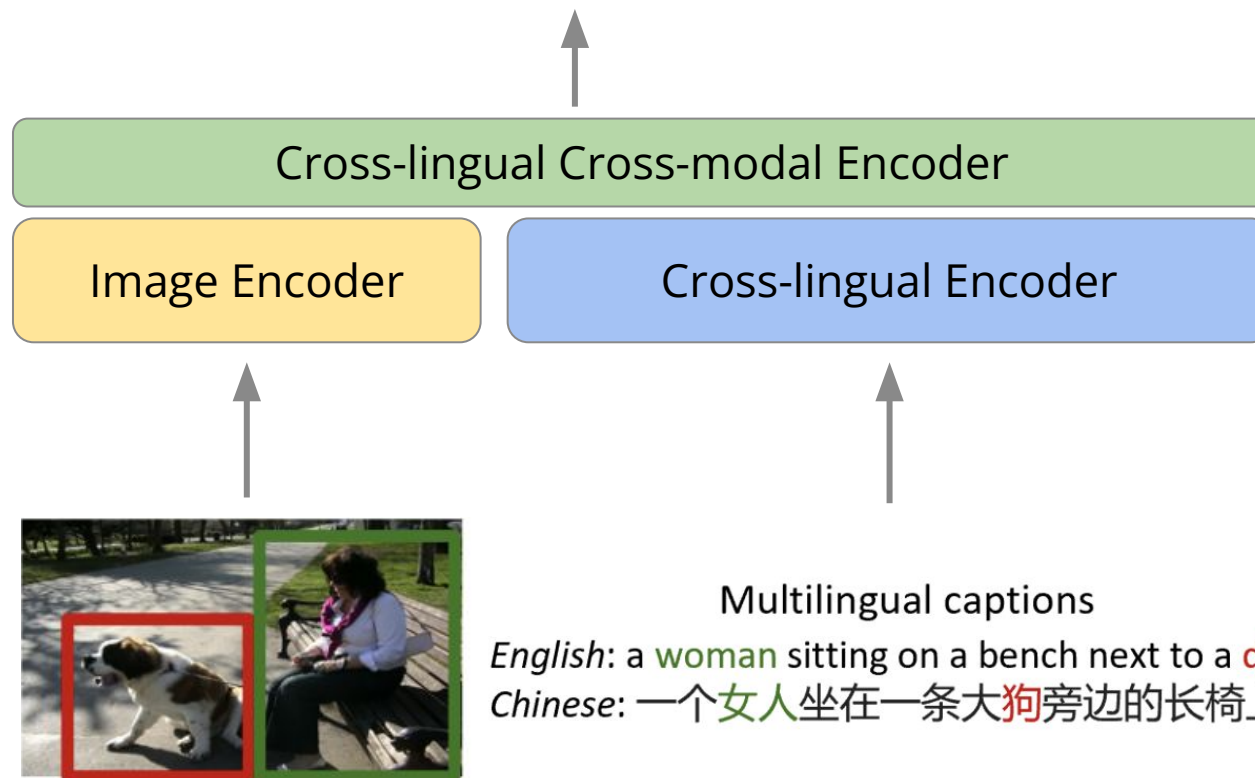 Cross-lingual Cross-modal Encoder
Image Encoder
Cross-lingual Encoder
Multilingual captions
English: a woman sitting on a bench next to a
Chinese: 一个女人坐在一条大狗旁边的长椅